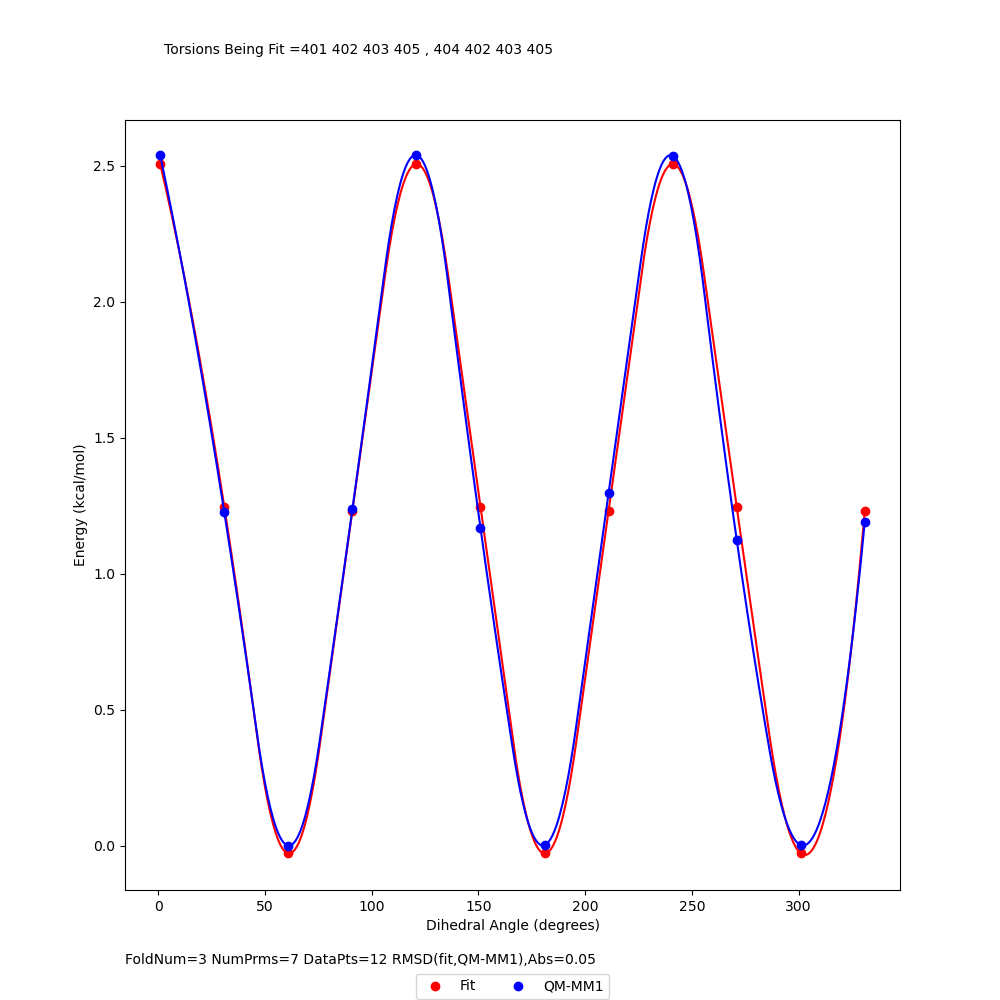 Torsions Being Fit =401 402 403 405 , 404 402 403 405
2.5
2.0
1.5
1.0
0.5
0.0
Energy (kcal/mol)
0 50 100 150 200 250 300
Dihedral Angle (degrees)
FoldNum=3 NumPrms=7 DataPts=12 RMSD(fit,QM-MM1),Abs=0.05
Fit QM-MM1